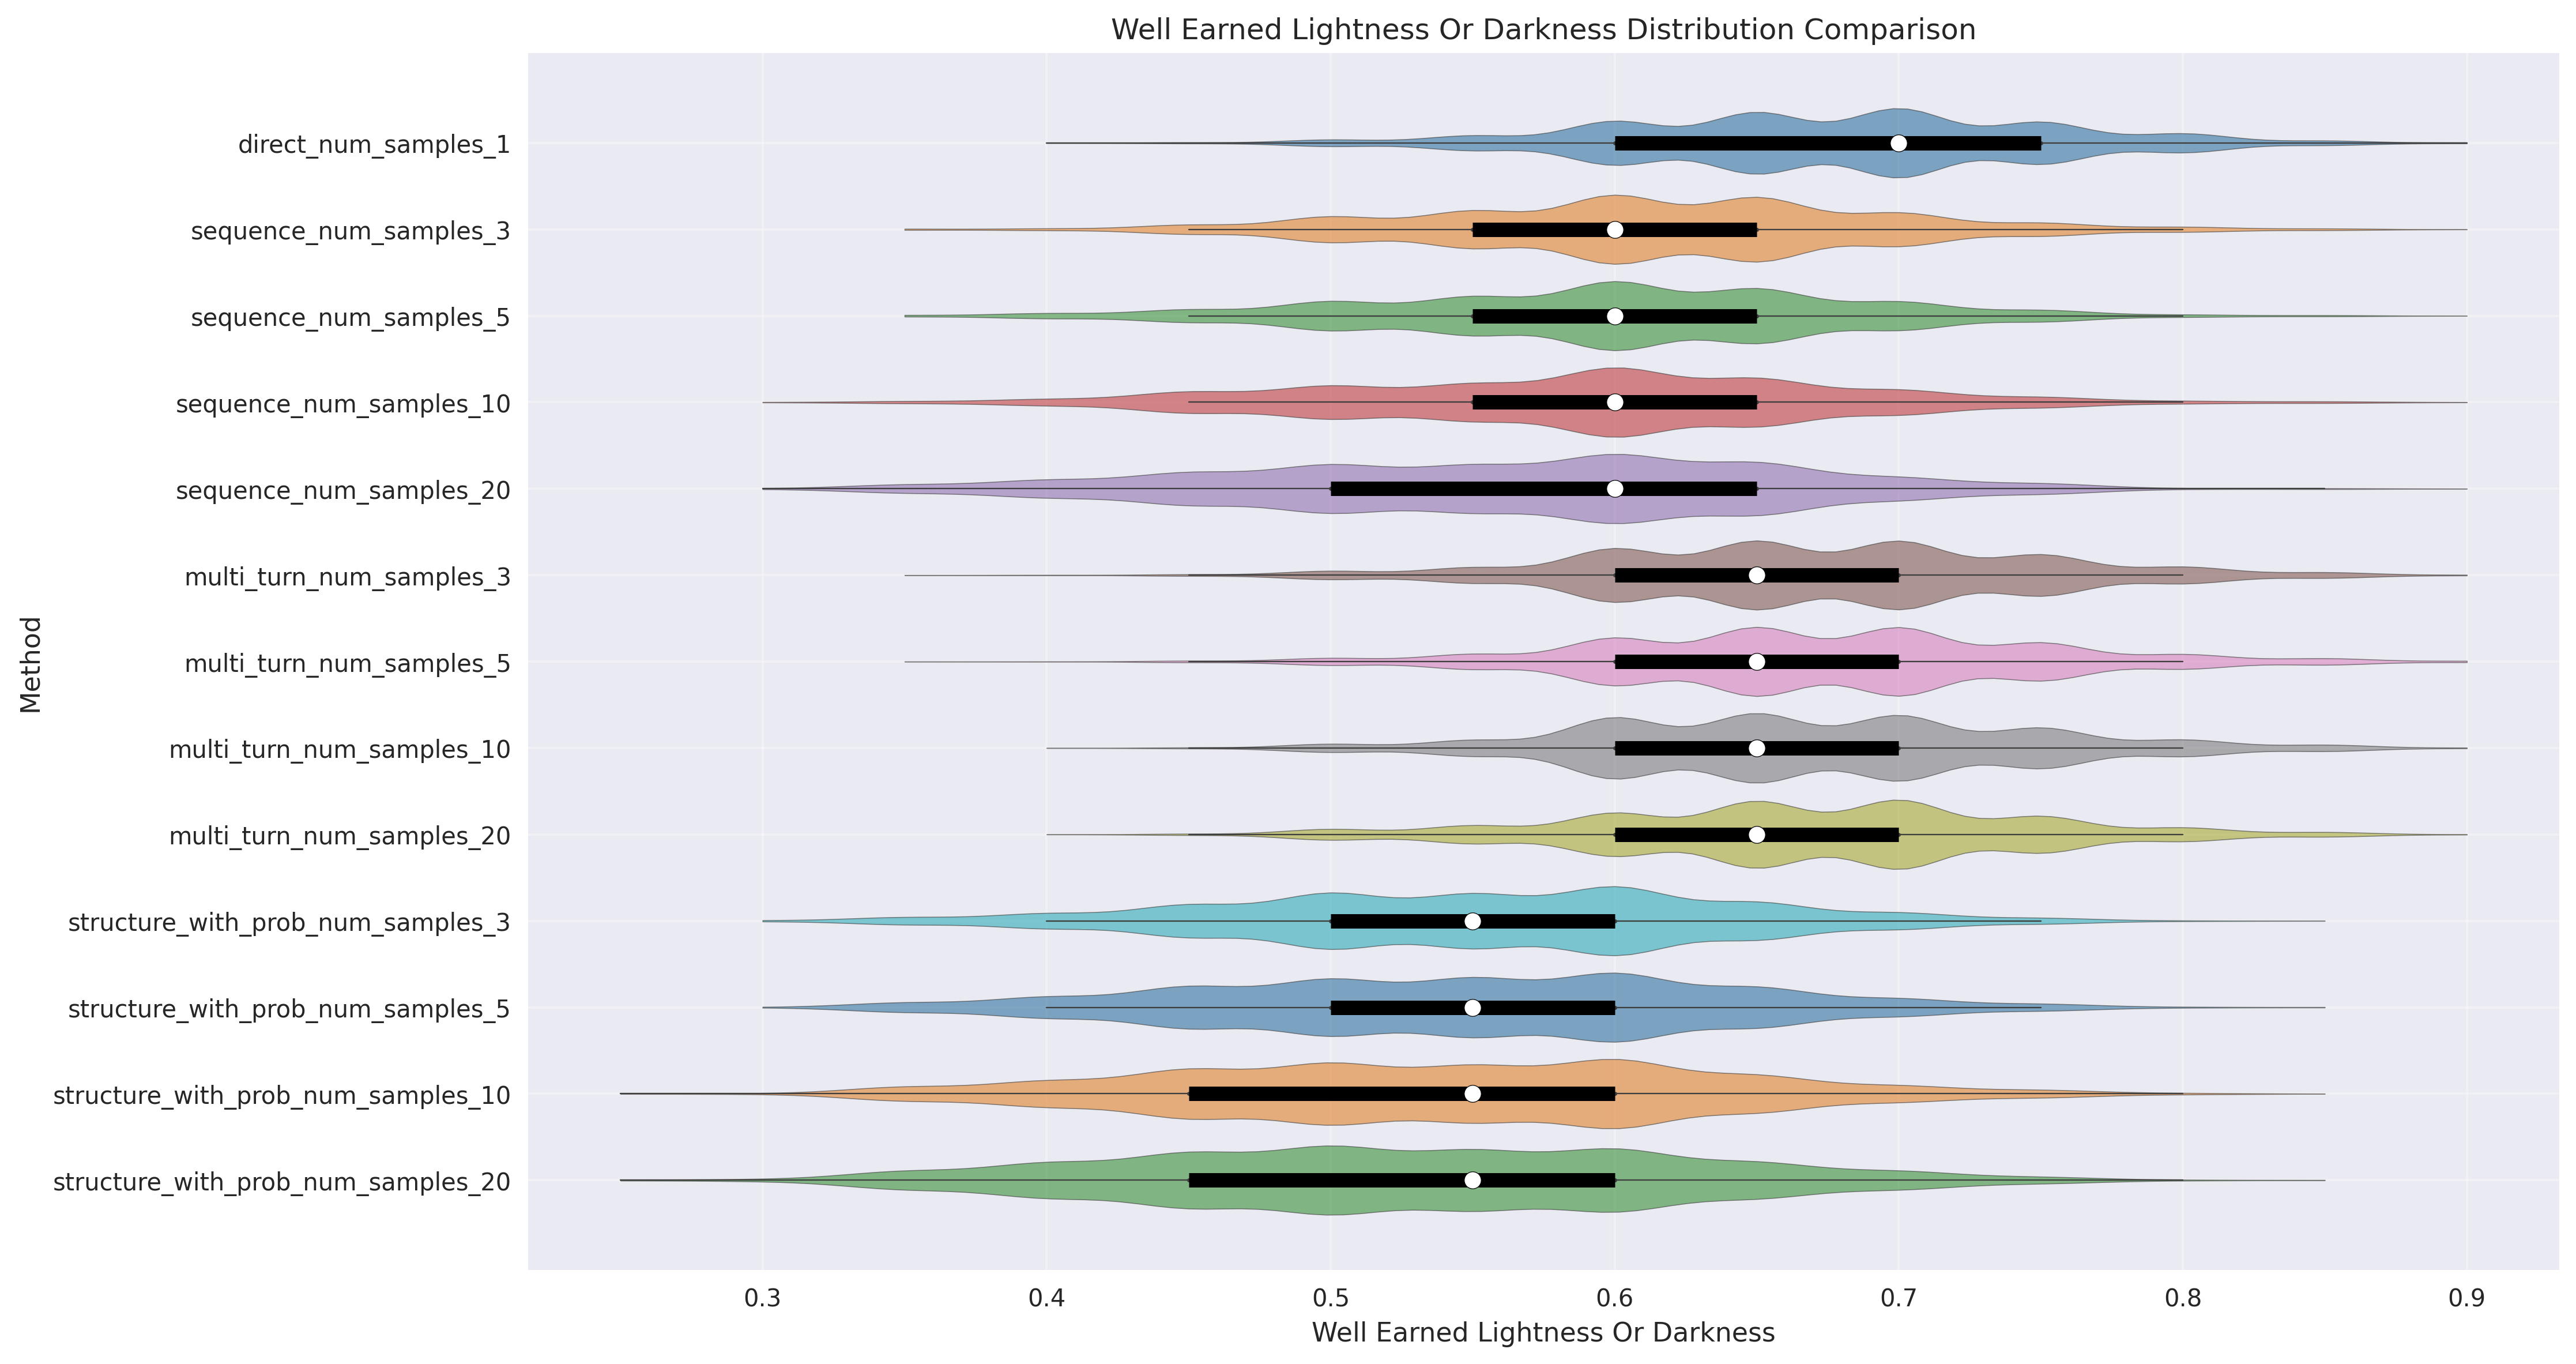 Well Earned Lightness Or Darkness Distribution Comparison
Method
direct_num_samples_1
sequence_num_samples_3
sequence_num_samples_5
sequence_num_samples_10
sequence_num_samples_20
multi_turn_num_samples_3
multi_turn_num_samples_5
multi_turn_num_samples_10
multi_turn_num_samples_20
structure_with_prob_num_samples_3
structure_with_prob_num_samples_5
structure_with_prob_num_samples_10
structure_with_prob_num_samples_20
0.3 0.4 0.5 0.6 0.7 0.8 0.9
Well Earned Lightness Or Darkness